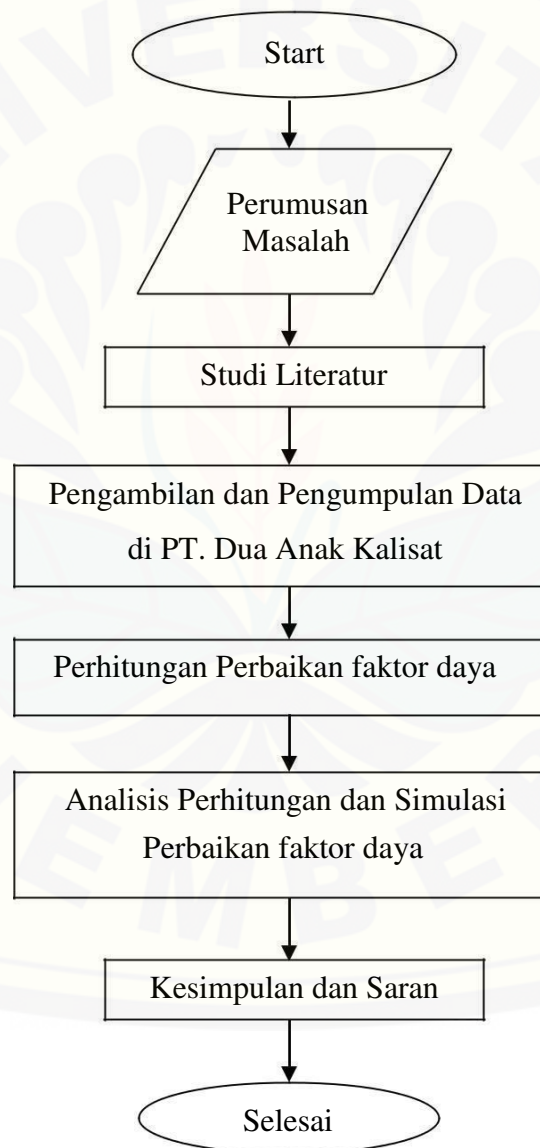 Start
Perumusan
Masalah
Studi Literatur
Pengambilan dan Pengumpulan Data
di PT. Dua Anak Kalisat
Perhitungan Perbaikan faktor daya
Analisis Perhitungan dan Simulasi
Perbaikan faktor daya
Kesimpulan dan Saran
Selesai